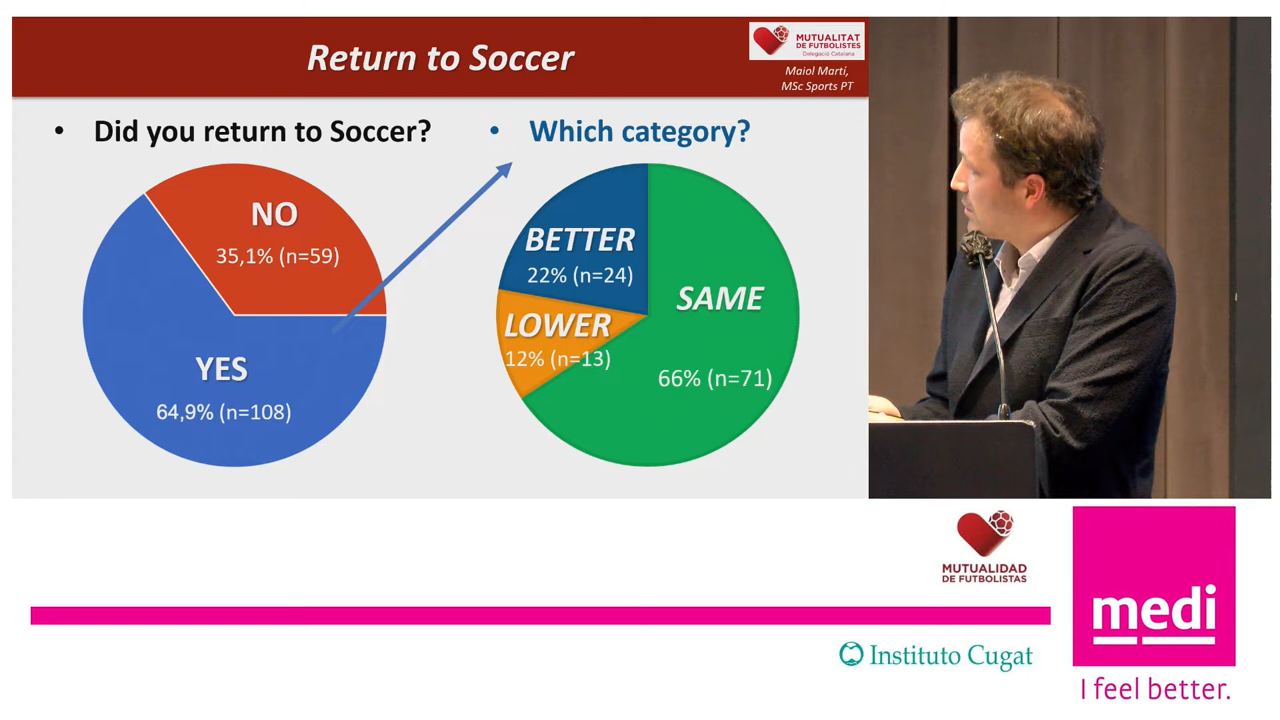 Return to Soccer
MUTUALITAT
DE FUTBOLISTES
Delegació Catalana
Maiol Martí,
MSc Sports PT
• Did you return to Soccer?
• Which category?
NO
35,1% (n=59)
YES
64,9% (n=108)
BETTER
22% (n=24)
LOWER
12% (n=13)
SAME
66% (n=71)
MUTUALIDAD
DE FUTBOLISTAS
medi
I feel better.
Instituto Cugat